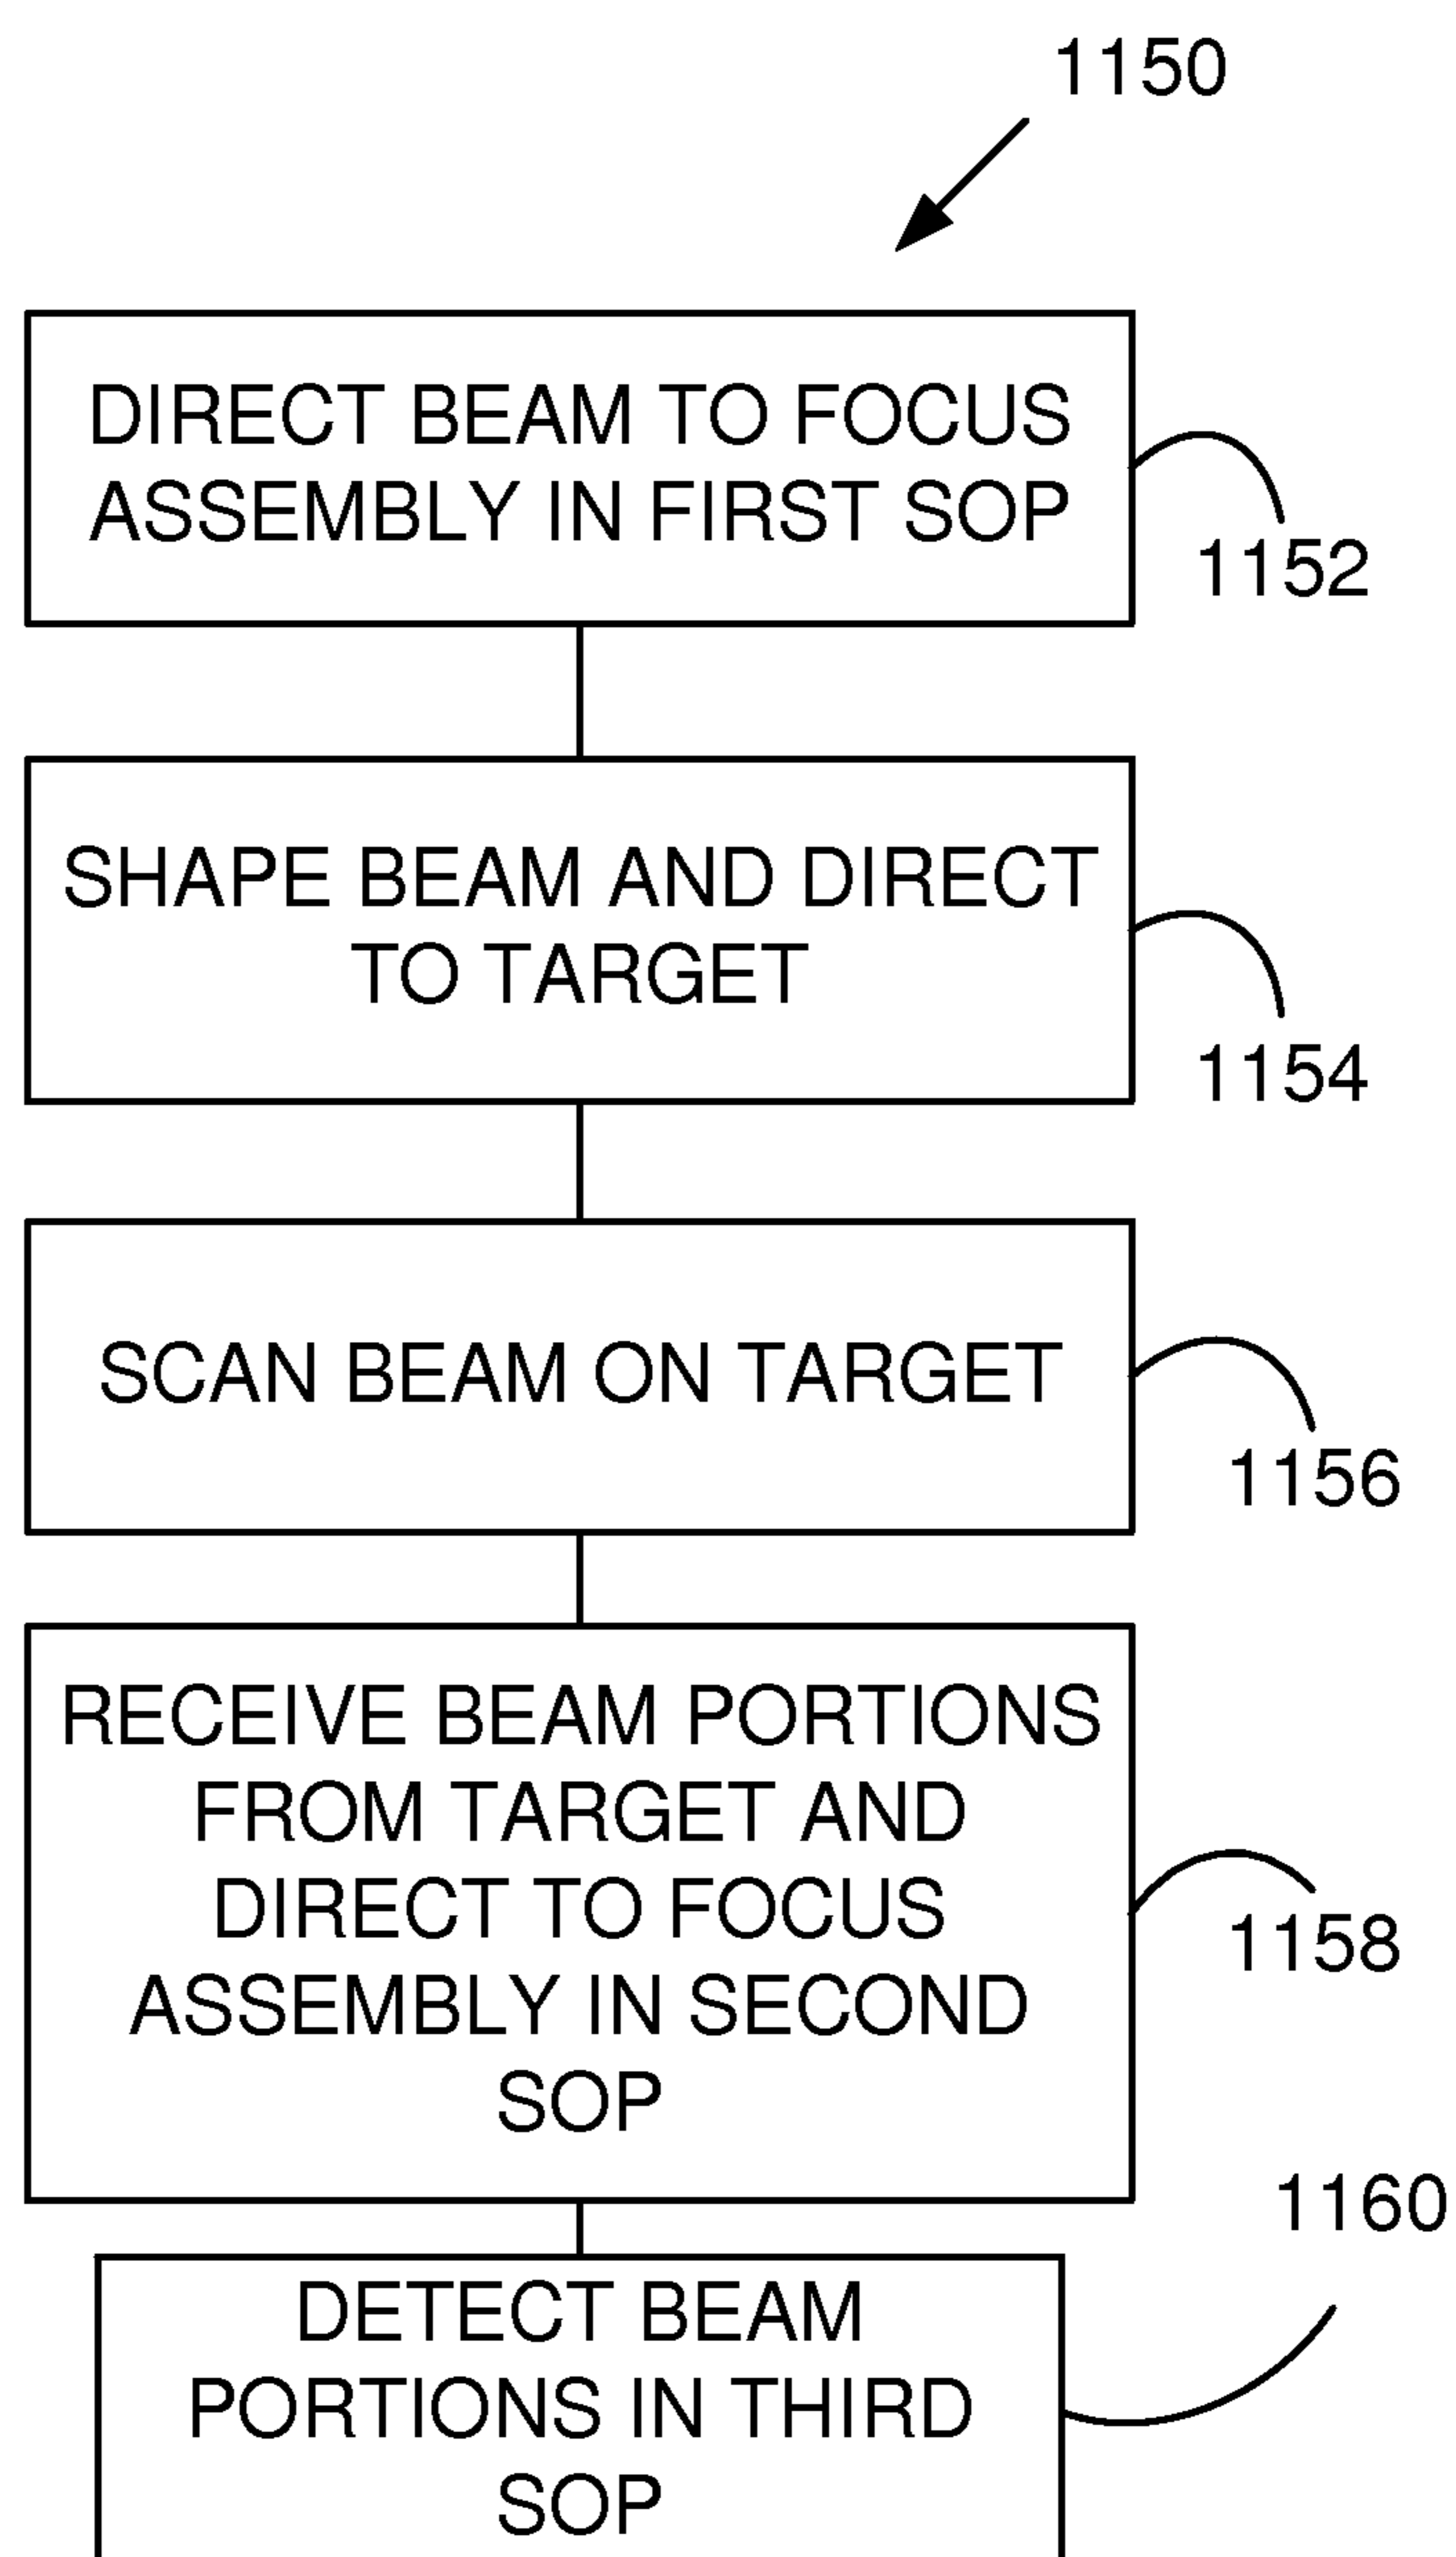 1150
DIRECT BEAM TO FOCUS
ASSEMBLY IN FIRST SOP
1152
SHAPE BEAM AND DIRECT
TO TARGET
1154
SCAN BEAM ON TARGET
1156
RECEIVE BEAM PORTIONS
FROM TARGET AND
DIRECT TO FOCUS
ASSEMBLY IN SECOND
SOP
1158
1160
DETECT BEAM
PORTIONS IN THIRD
SOP